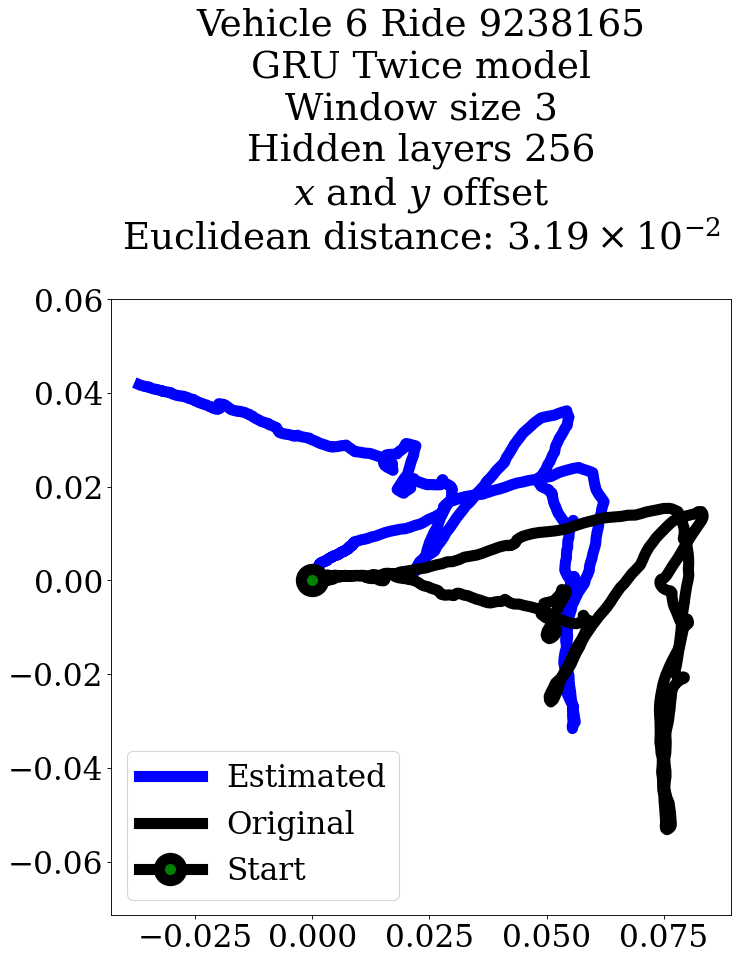 Vehicle 6 Ride 9238165
GRU Twice model
Window size 3
Hidden layers 256
x and y offset
Euclidean distance: 3.19 × 10⁻²
0.06
0.04
0.02
0.00
−0.02
−0.04
−0.06
Estimated
Original
Start
−0.025 0.000 0.025 0.050 0.075